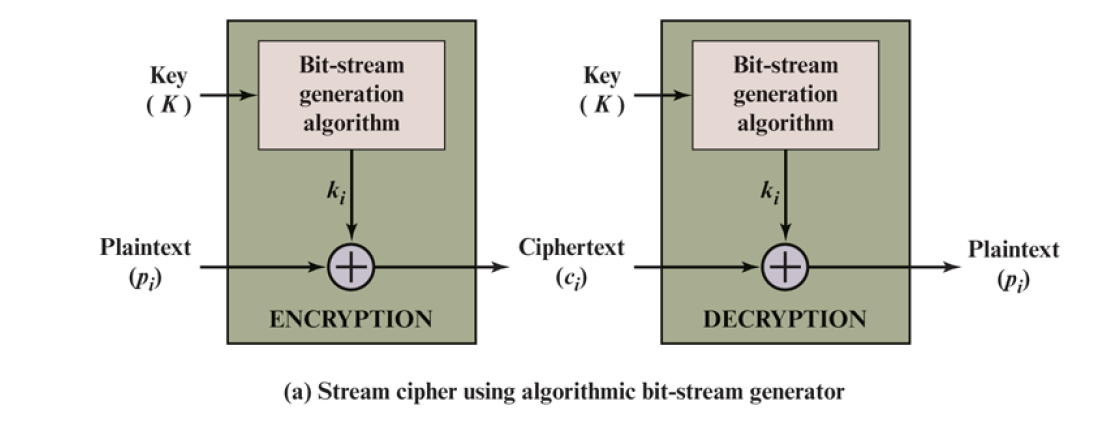 Key
( K )
Bit-stream
generation
algorithm
k_i
Plaintext
(p_i)
ENCRYPTION
Ciphertext
(c_i)
Key
( K )
Bit-stream
generation
algorithm
k_i
DECRYPTION
Plaintext
(p_i)
(a) Stream cipher using algorithmic bit-stream generator